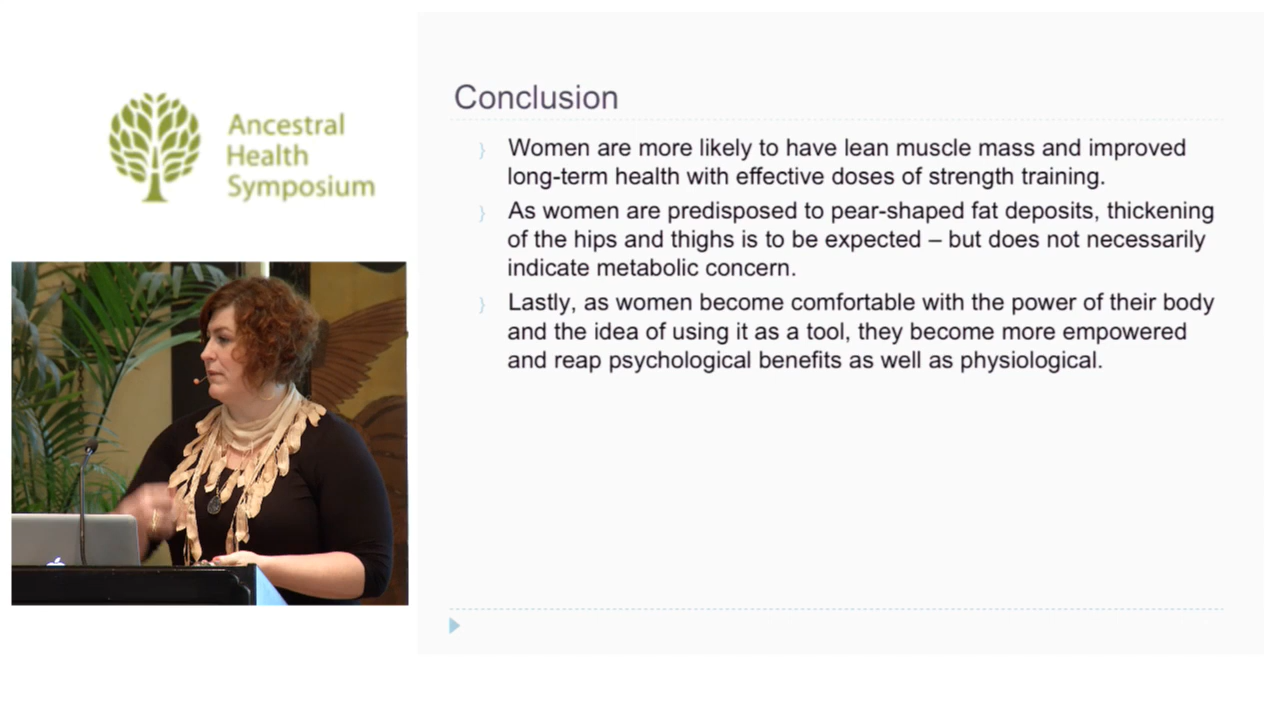 Ancestral
Health
Symposium
Conclusion
} Women are more likely to have lean muscle mass and improved
long-term health with effective doses of strength training.
} As women are predisposed to pear-shaped fat deposits, thickening
of the hips and thighs is to be expected – but does not necessarily
indicate metabolic concern.
} Lastly, as women become comfortable with the power of their body
and the idea of using it as a tool, they become more empowered
and reap psychological benefits as well as physiological.